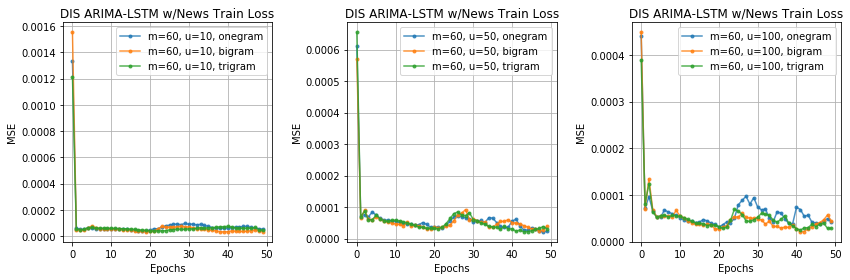 DIS ARIMA-LSTM w/News Train Loss
MSE
0.0016
0.0014
0.0012
0.0010
0.0008
0.0006
0.0004
0.0002
0.0000
m=60, u=10, onegram
m=60, u=10, bigram
m=60, u=10, trigram
0 10 20 30 40 50
Epochs
DIS ARIMA-LSTM w/News Train Loss
MSE
0.0006
0.0005
0.0004
0.0003
0.0002
0.0001
0.0000
m=60, u=50, onegram
m=60, u=50, bigram
m=60, u=50, trigram
0 10 20 30 40 50
Epochs
DIS ARIMA-LSTM w/News Train Loss
MSE
0.0004
0.0003
0.0002
0.0001
0.0000
m=60, u=100, onegram
m=60, u=100, bigram
m=60, u=100, trigram
0 10 20 30 40 50
Epochs